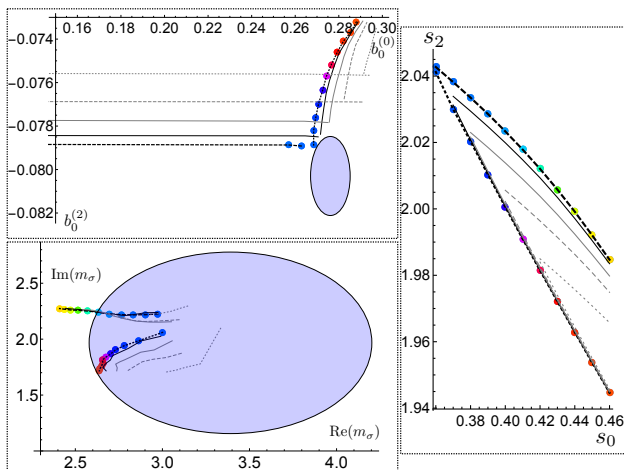 0.16 0.18 0.20 0.22 0.24 0.26 0.28 0.30
b_0^{(0)}
−0.073
−0.076
−0.078
−0.080
−0.082
b_0^{(2)}
Im(m_σ)
2.5
2.0
1.5
1.0
Re(m_σ)
2.5 3.0 3.5 4.0
s_2
2.04
2.02
2.00
1.98
1.96
1.94
0.38 0.40 0.42 0.44 0.46
s_0